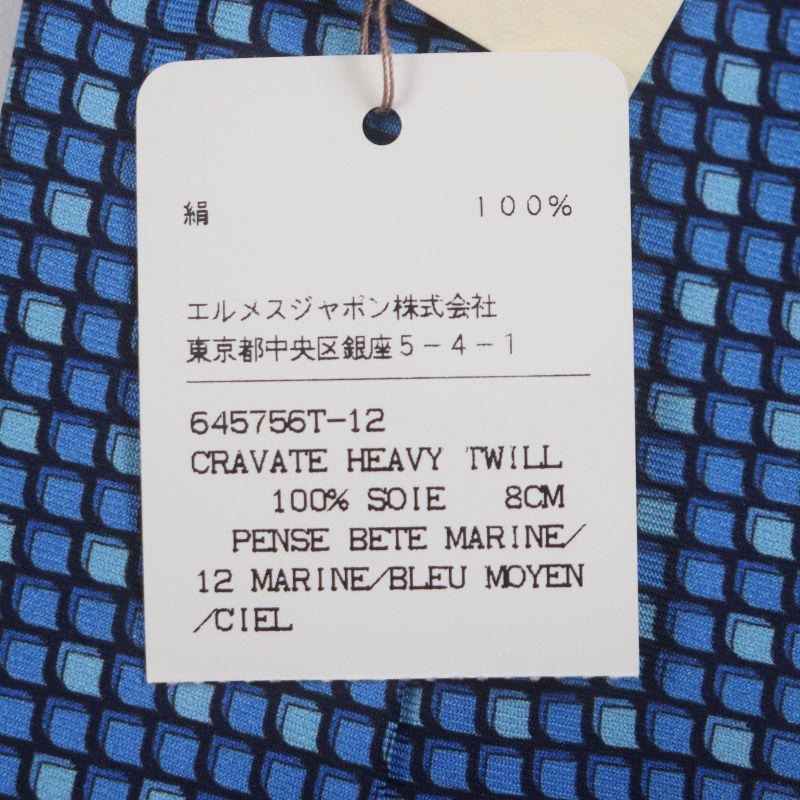 絹 １００％
エルメスジャポン株式会社
東京都中央区銀座５－４－１
645756T-12
CRAVATE HEAVY TWILL
100% SOIE 8CM
PENSE BETE MARINE/
12 MARINE/BLEU MOYEN
/CIEL